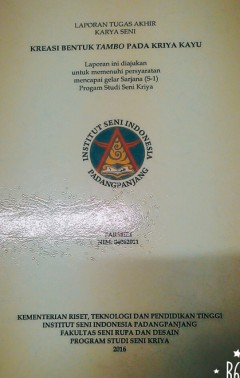 LAPORAN TUGAS AKHIR
KARYA SENI
KREASI BENTUK TAMBO PADA KRIYA KAYU
Laporan ini diajukan
untuk memenuhi persyaratan
mencapai gelar Sarjana (S-1)
Progam Studi Seni Kriya
INSTITUT SENI INDONESIA
PADANGPANJANG
NIM:
KEMENTERIAN RISET, TEKNOLOGI DAN PENDIDIKAN TINGGI
INSTITUT SENI INDONESIA PADANGPANJANG
FAKULTAS SENI RUPA DAN DESAIN
PROGRAM STUDI SENI KRIYA
2016